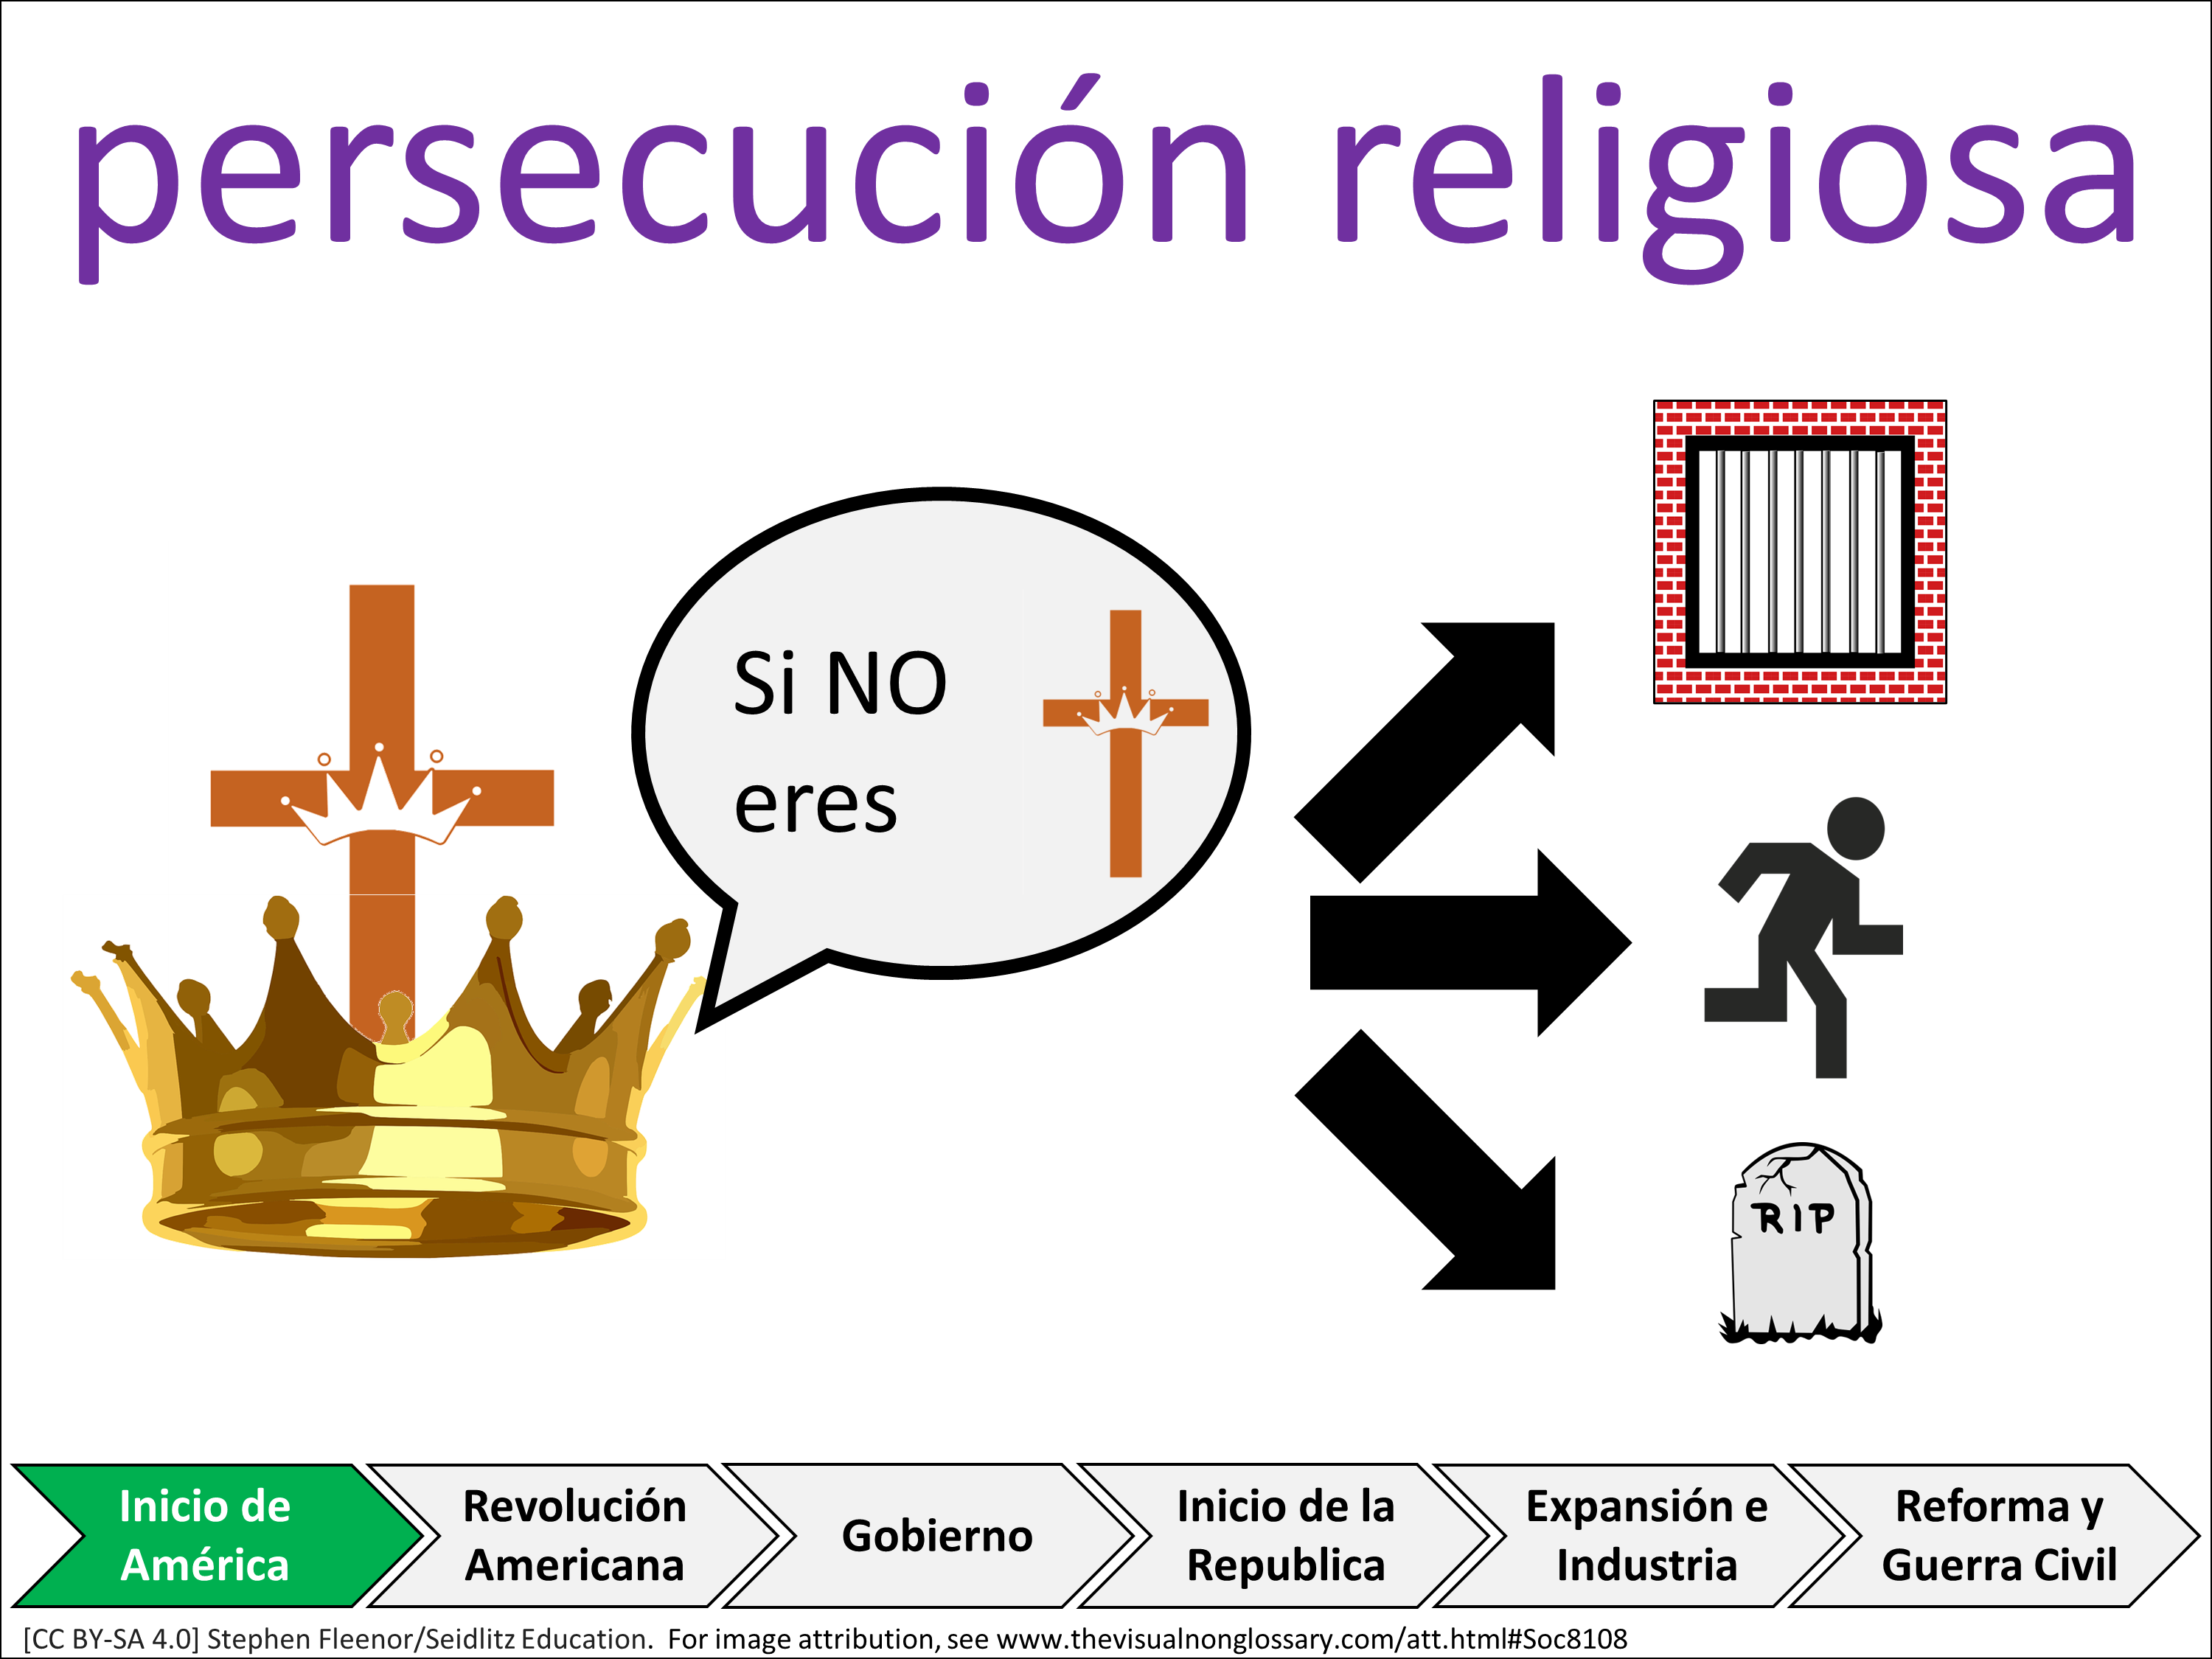 persecución religiosa
Si NO
eres
RIP
Inicio de
América
Revolución
Americana
Gobierno
Inicio de la
Republica
Expansión e
Industria
Reforma y
Guerra Civil
[CC BY-SA 4.0] Stephen Fleenor/Seidlitz Education.  For image attribution, see www.thevisualnonglossary.com/att.html#Soc8108